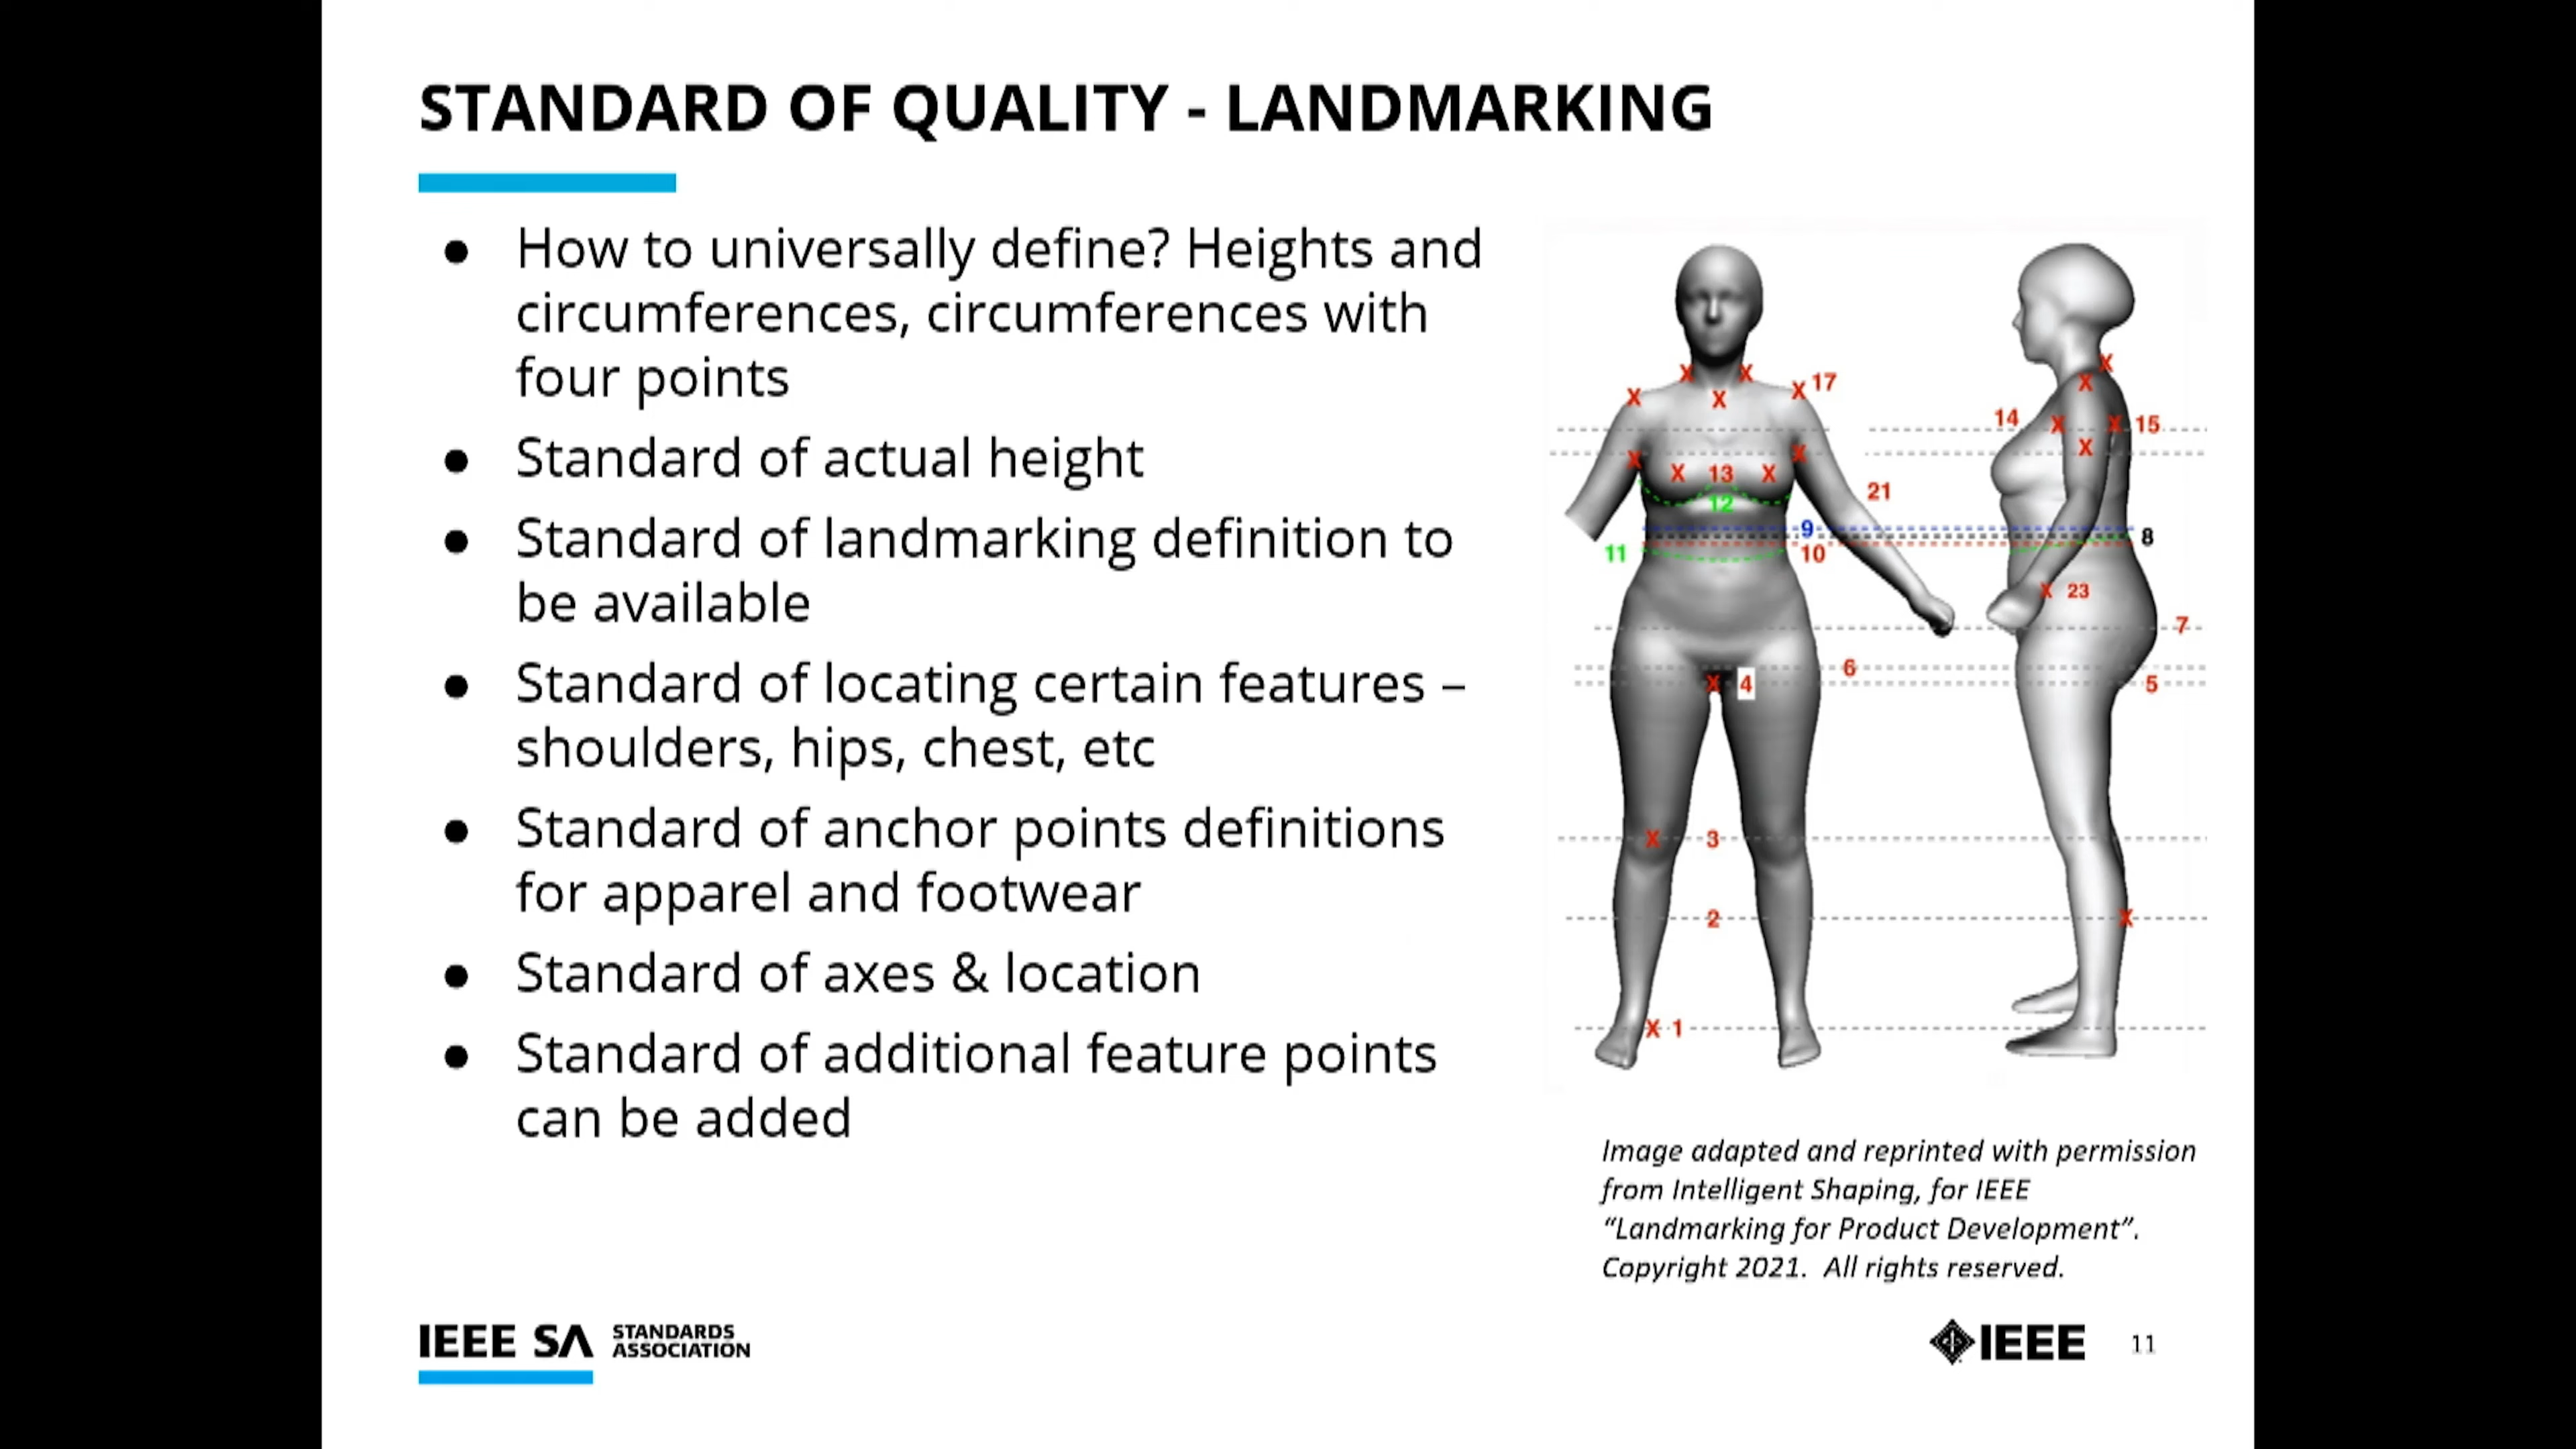 STANDARD OF QUALITY - LANDMARKING
● How to universally define? Heights and
circumferences, circumferences with
four points
● Standard of actual height
● Standard of landmarking definition to
be available
● Standard of locating certain features –
shoulders, hips, chest, etc
● Standard of anchor points definitions
for apparel and footwear
● Standard of axes & location
● Standard of additional feature points
can be added
X X X X X 17
X X X 13 X
12
21
9
11 10
6
X 4
X 3
2
X 1
X
X
14 X X 15
X
8
X 23
7
5
X
Image adapted and reprinted with permission
from Intelligent Shaping, for IEEE
“Landmarking for Product Development”.
Copyright 2021. All rights reserved.
IEEE SA STANDARDS
ASSOCIATION
IEEE 11